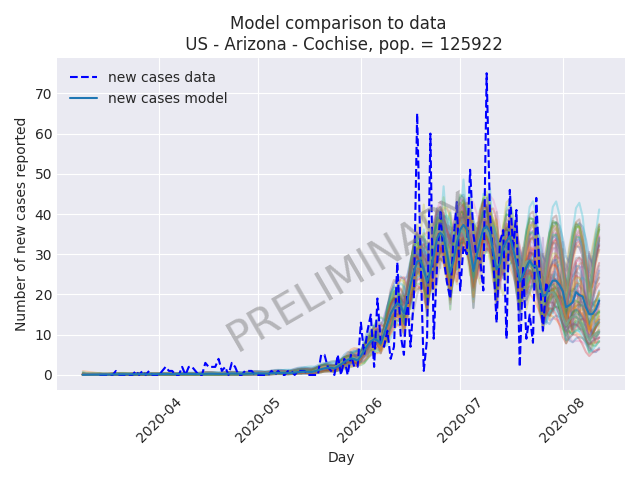 Model comparison to data
US - Arizona - Cochise, pop. = 125922
new cases data
new cases model
PRELIMINARY
Number of new cases reported
70
60
50
40
30
20
10
0
2020-04
2020-05
2020-06
2020-07
2020-08
Day